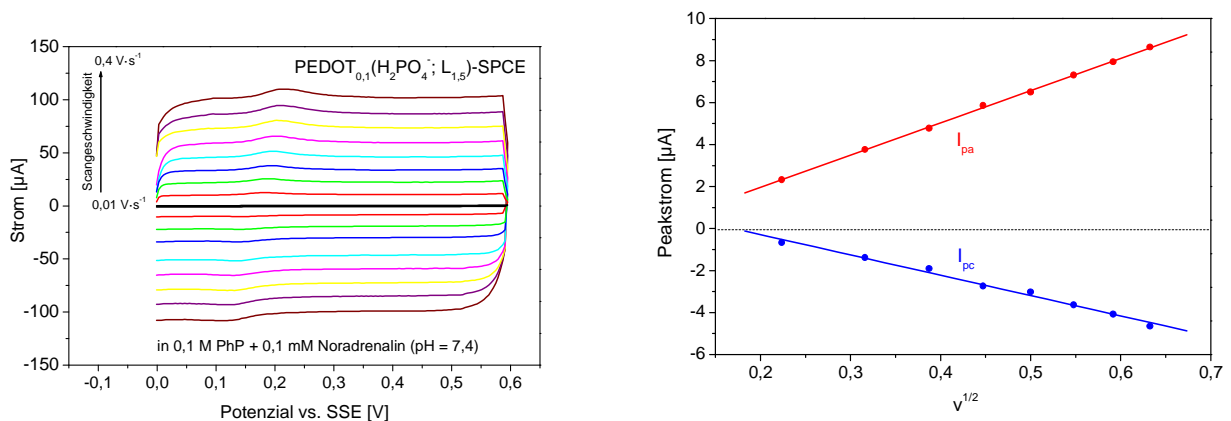 150
100
50
0
-50
-100
-150
Strom [µA]
0,4 V·s⁻¹
Scangeschwindigkeit
0,01 V·s⁻¹
PEDOT₀,₁(H₂PO₄⁻; L₁,₅)-SPCE
in 0,1 M PhP + 0,1 mM Noradrenalin (pH = 7,4)
-0,1 0,0 0,1 0,2 0,3 0,4 0,5 0,6
Potenzial vs. SSE [V]
10
8
6
4
2
0
-2
-4
-6
Peakstrom [µA]
Ipa
Ipc
0,2 0,3 0,4 0,5 0,6 0,7
v¹/²